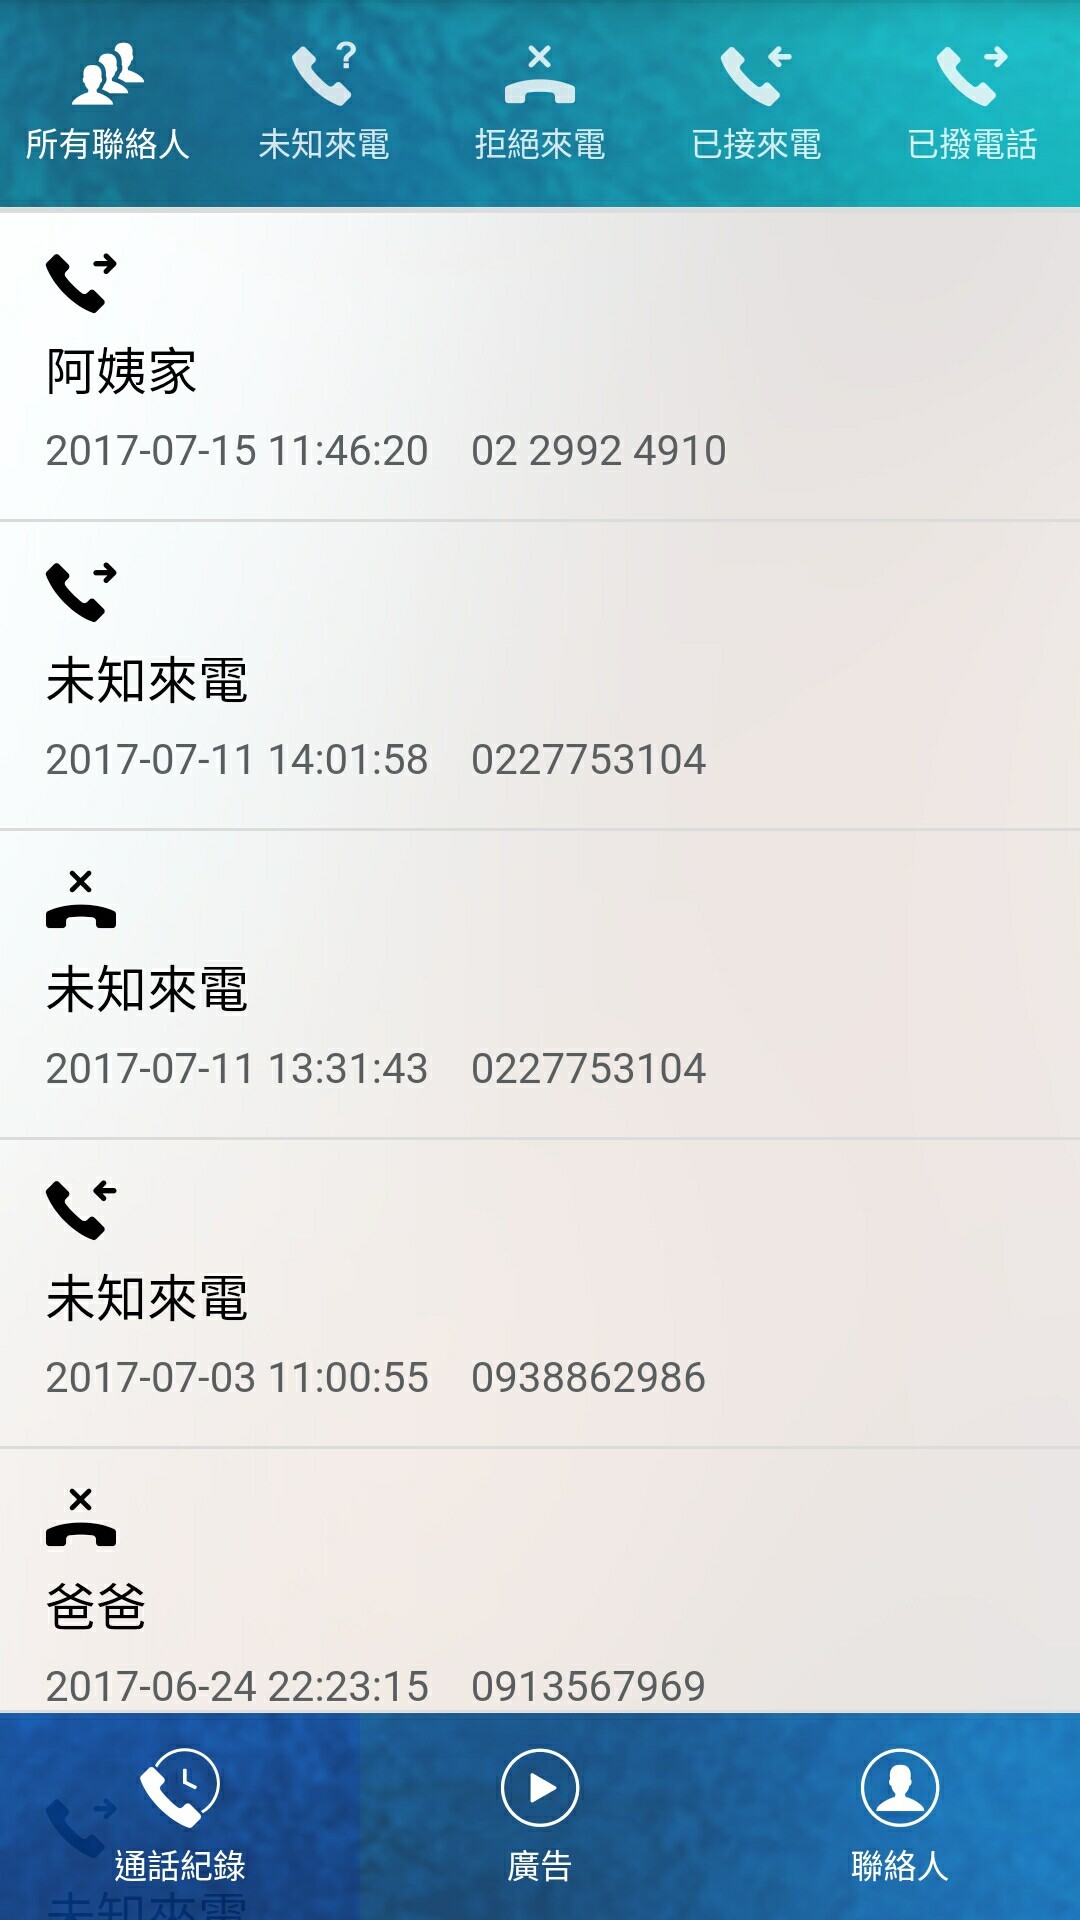 所有聯絡人 未知來電 拒絕來電 已接來電 已撥電話
阿姨家
2017-07-15 11:46:20 02 2992 4910
未知來電
2017-07-11 14:01:58 0227753104
未知來電
2017-07-11 13:31:43 0227753104
未知來電
2017-07-03 11:00:55 0938862986
爸爸
2017-06-24 22:23:15 0913567969
通話紀錄 廣告 聯絡人
未知來電